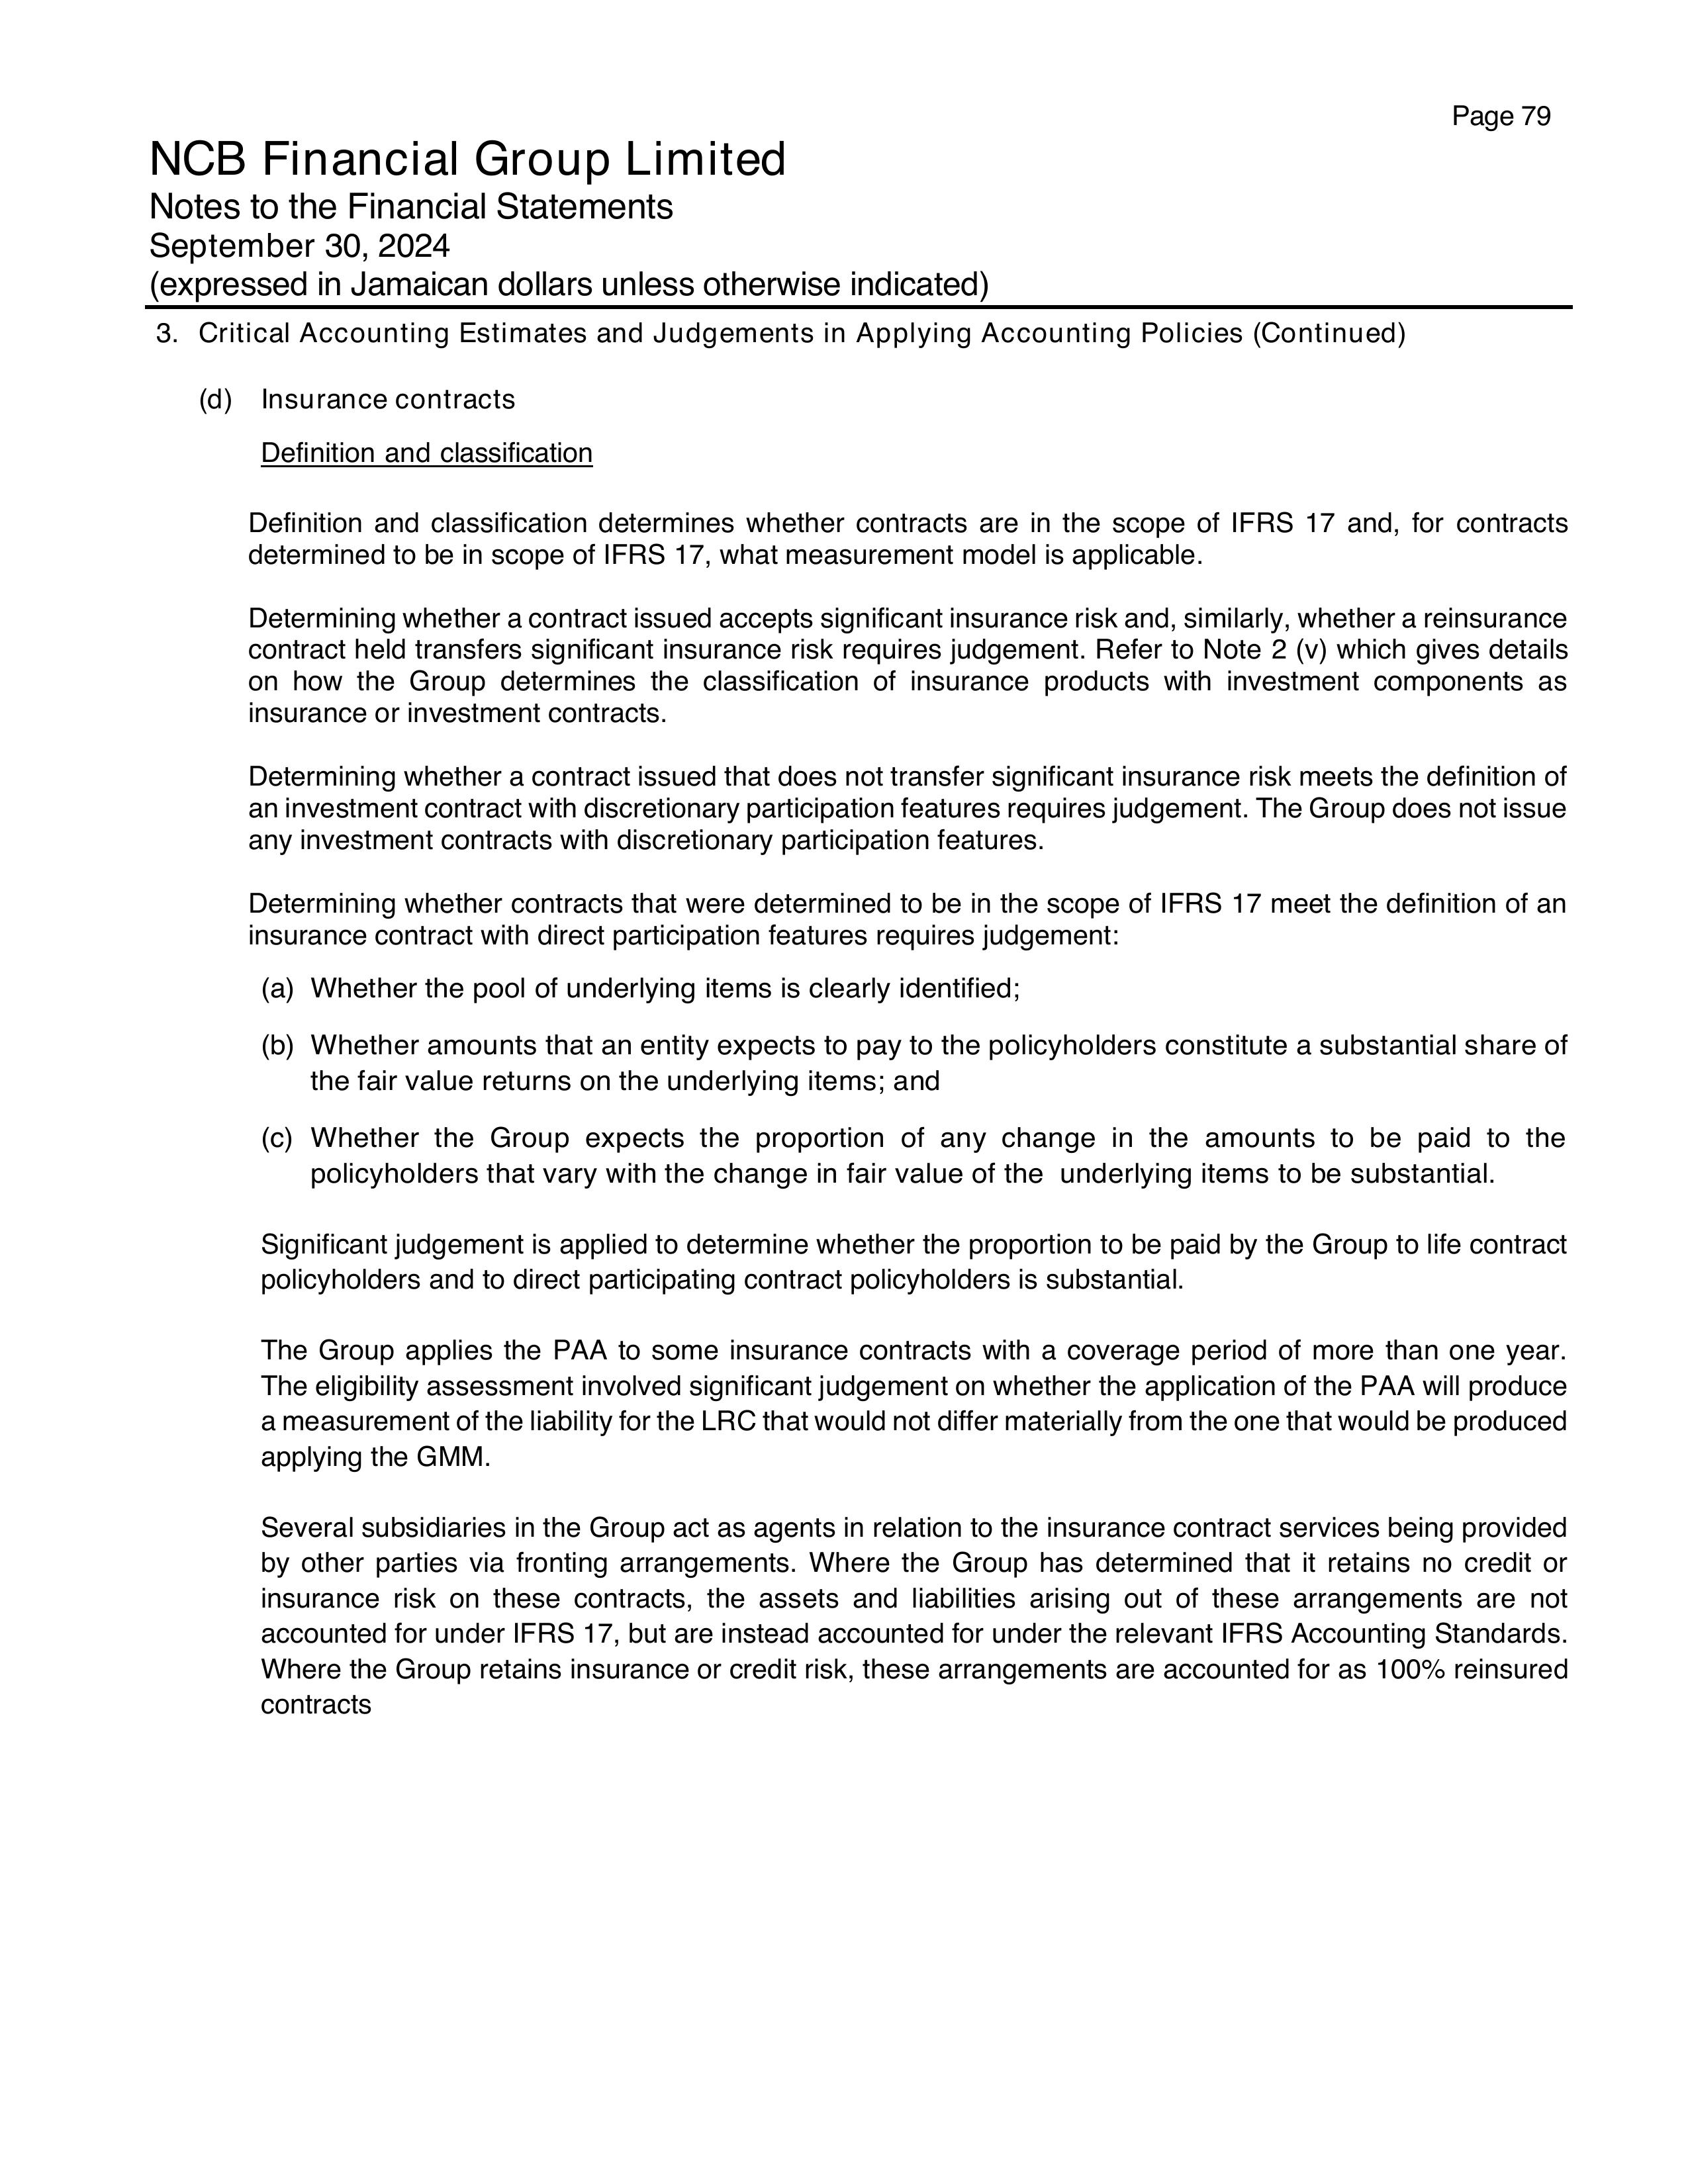 Page 79
NCB Financial Group Limited
Notes to the Financial Statements
September 30, 2024
(expressed in Jamaican dollars unless otherwise indicated)
3. Critical Accounting Estimates and Judgements in Applying Accounting Policies (Continued)
(d) Insurance contracts
Definition and classification
Definition and classification determines whether contracts are in the scope of IFRS 17 and, for contracts
determined to be in scope of IFRS 17, what measurement model is applicable.
Determining whether a contract issued accepts significant insurance risk and, similarly, whether a reinsurance
contract held transfers significant insurance risk requires judgement. Refer to Note 2 (v) which gives details
on how the Group determines the classification of insurance products with investment components as
insurance or investment contracts.
Determining whether a contract issued that does not transfer significant insurance risk meets the definition of
an investment contract with discretionary participation features requires judgement. The Group does not issue
any investment contracts with discretionary participation features.
Determining whether contracts that were determined to be in the scope of IFRS 17 meet the definition of an
insurance contract with direct participation features requires judgement:
(a) Whether the pool of underlying items is clearly identified;
(b) Whether amounts that an entity expects to pay to the policyholders constitute a substantial share of
the fair value returns on the underlying items; and
(c) Whether the Group expects the proportion of any change in the amounts to be paid to the
policyholders that vary with the change in fair value of the underlying items to be substantial.
Significant judgement is applied to determine whether the proportion to be paid by the Group to life contract
policyholders and to direct participating contract policyholders is substantial.
The Group applies the PAA to some insurance contracts with a coverage period of more than one year.
The eligibility assessment involved significant judgement on whether the application of the PAA will produce
a measurement of the liability for the LRC that would not differ materially from the one that would be produced
applying the GMM.
Several subsidiaries in the Group act as agents in relation to the insurance contract services being provided
by other parties via fronting arrangements. Where the Group has determined that it retains no credit or
insurance risk on these contracts, the assets and liabilities arising out of these arrangements are not
accounted for under IFRS 17, but are instead accounted for under the relevant IFRS Accounting Standards.
Where the Group retains insurance or credit risk, these arrangements are accounted for as 100% reinsured
contracts